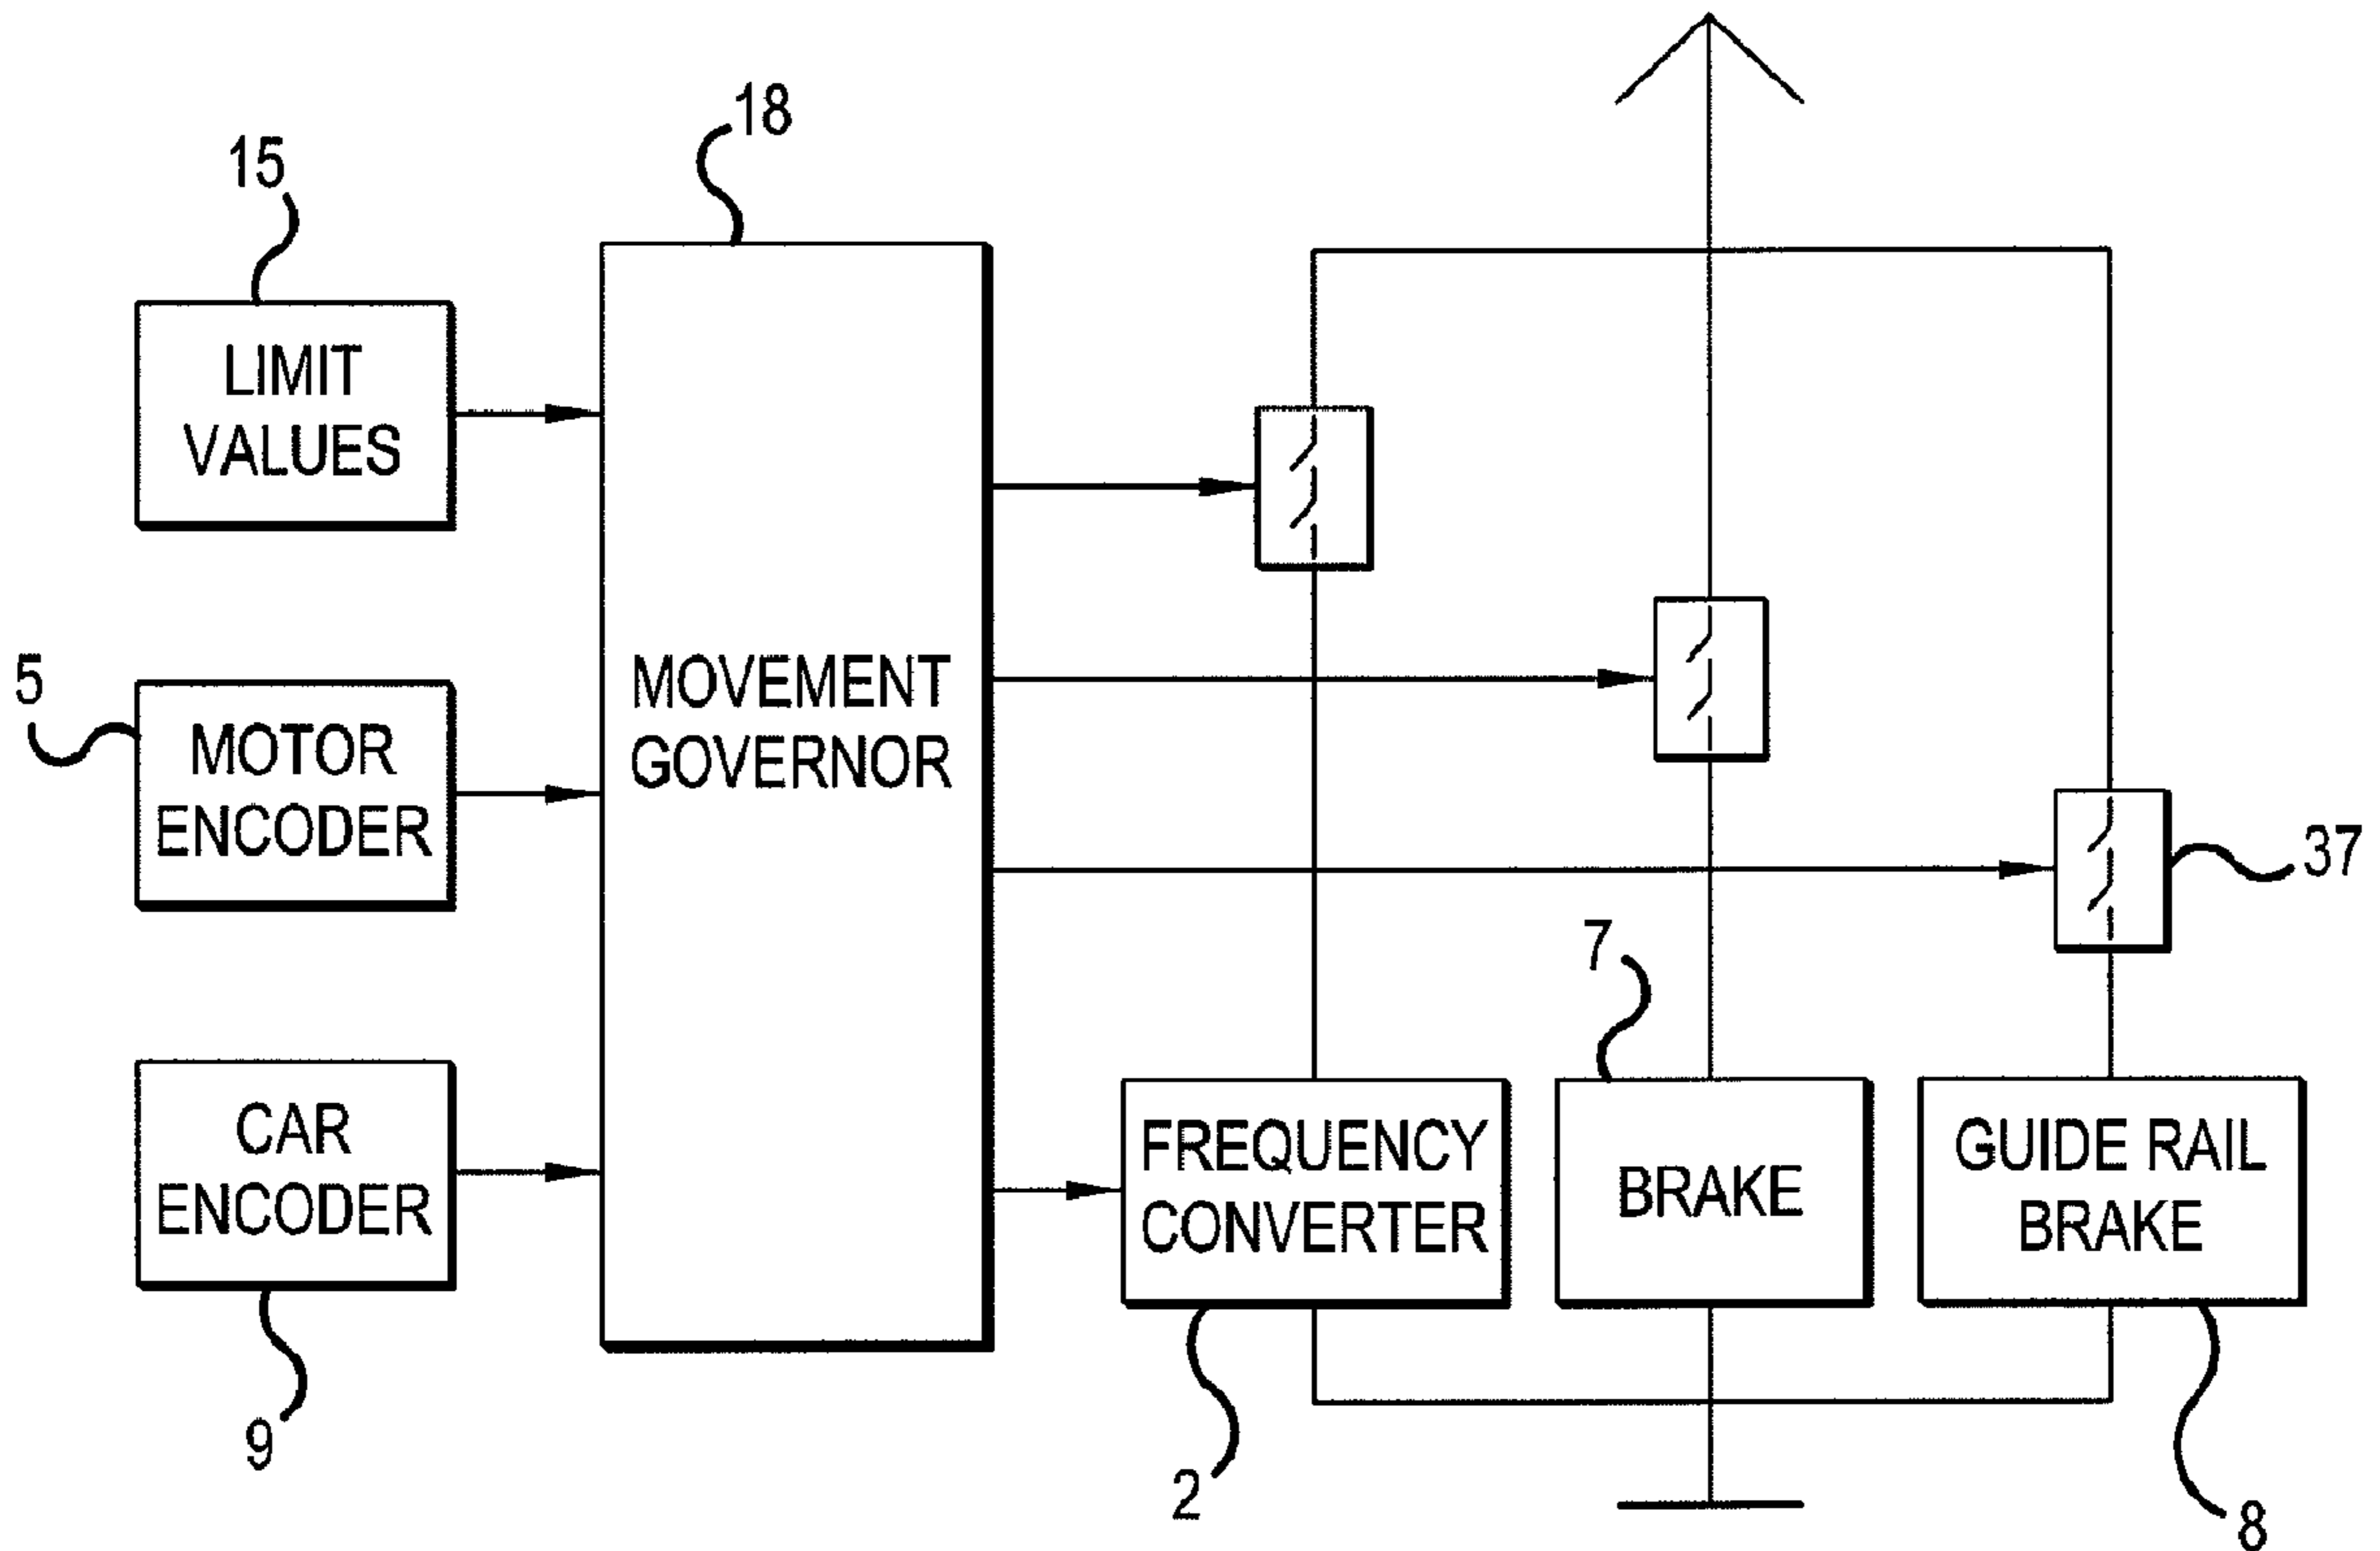 18
15
LIMIT
VALUES
5
MOTOR
ENCODER
MOVEMENT
GOVERNOR
37
7
CAR
ENCODER
9
FREQUENCY
CONVERTER
2
BRAKE
GUIDE RAIL
BRAKE
8